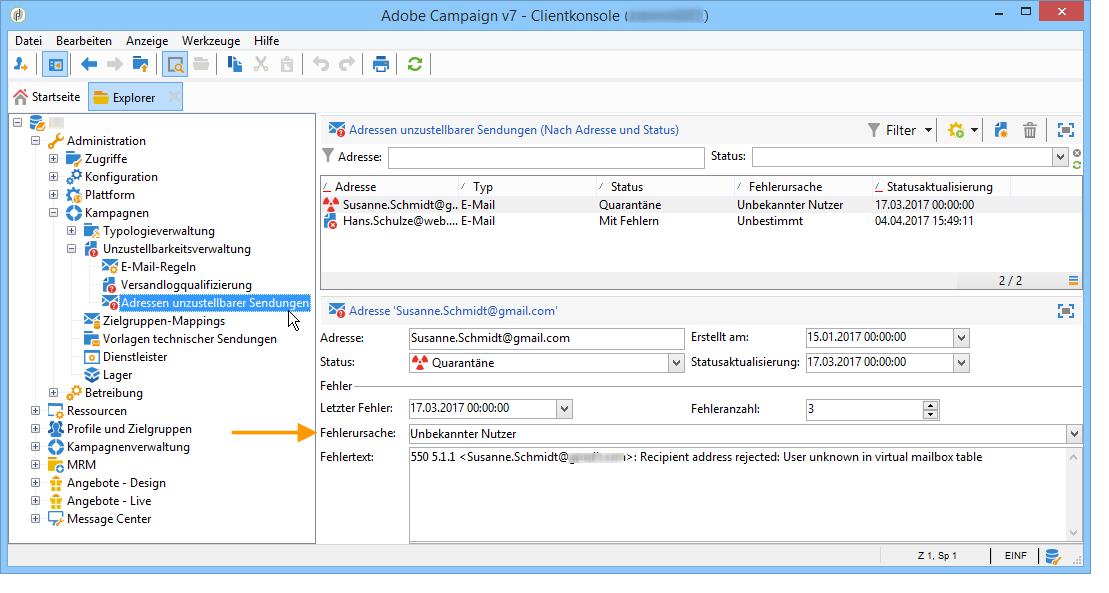 Adobe Campaign v7 - Clientkonsole ( )
Datei Bearbeiten Anzeige Werkzeuge Hilfe
Startseite Explorer
Administration
Zugriffe
Konfiguration
Plattform
Kampagnen
Typologieverwaltung
Unzustellbarkeitsverwaltung
E-Mail-Regeln
Versandlogqualifizierung
Adressen unzustellbarer Sendungen
Zielgruppen-Mappings
Vorlagen technischer Sendungen
Dienstleister
Lager
Betreibung
Ressourcen
Profile und Zielgruppen
Kampagnenverwaltung
MRM
Angebote - Design
Angebote - Live
Message Center
Adressen unzustellbarer Sendungen (Nach Adresse und Status) Filter
Adresse: Status:
Adresse Typ Status Fehlerursache Statusaktualisierung
Susanne.Schmidt@g... E-Mail Quarantäne Unbekannter Nutzer 17.03.2017 00:00:00
Hans.Schulze@web.... E-Mail Mit Fehlern Unbestimmt 04.04.2017 15:49:11
2 / 2
Adresse 'Susanne.Schmidt@gmail.com'
Adresse: Susanne.Schmidt@gmail.com Erstellt am: 15.01.2017 00:00:00
Status: Quarantäne Statusaktualisierung: 17.03.2017 00:00:00
Fehler
Letzter Fehler: 17.03.2017 00:00:00 Fehleranzahl: 3
Fehlerursache: Unbekannter Nutzer
Fehlertext: 550 5.1.1 <Susanne.Schmidt@ >: Recipient address rejected: User unknown in virtual mailbox table
Z 1, Sp 1 EINF